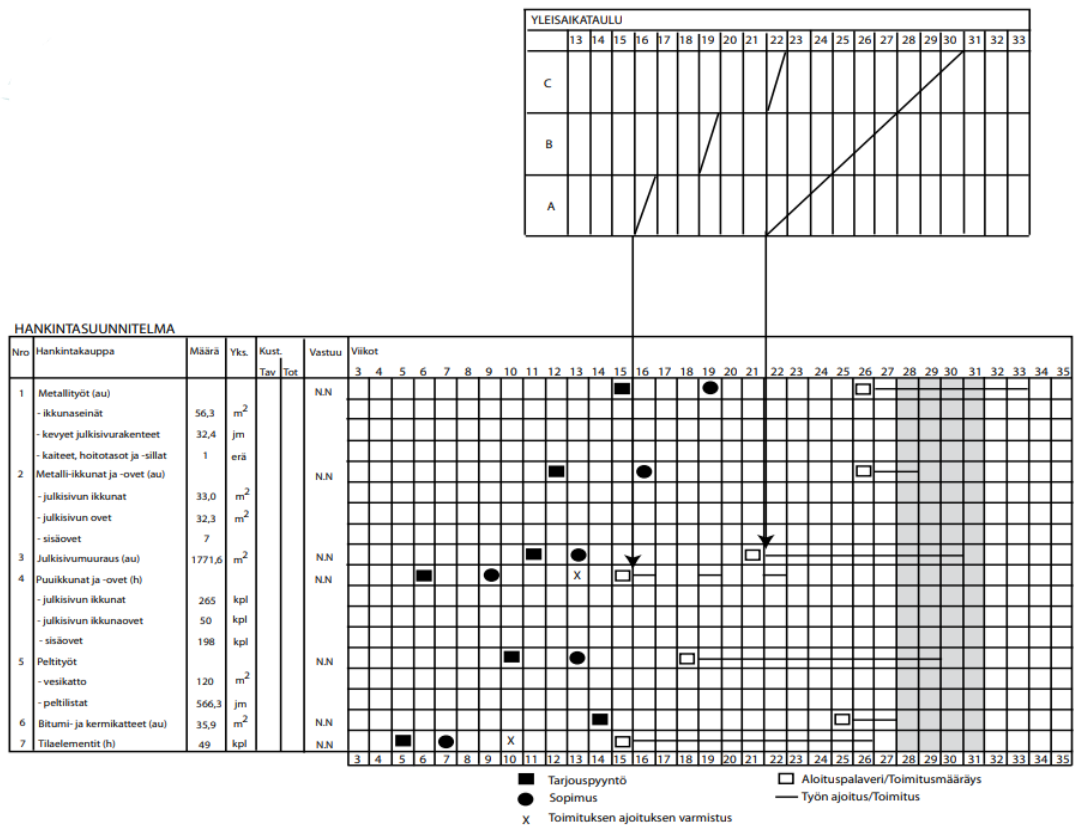 YLEISAIKATAULU
13 14 15 16 17 18 19 20 21 22 23 24 25 26 27 28 29 30 31 32 33
C
B
A
HANKINTASUUNNITELMA
Nro Hankintakauppa Määrä Yks. Kust. Vastuu Viikot
Tav Tot 3 4 5 6 7 8 9 10 11 12 13 14 15 16 17 18 19 20 21 22 23 24 25 26 27 28 29 30 31 32 33 34 35
1 Metallityöt (au) N.N
- ikkunaseinät 56,3 m2
- kevyet julkisivurakenteet 32,4 jm
- kaiteet, hoitotasot ja -sillat 1 erä
2 Metalli-ikkunat ja -ovet (au) N.N
- julkisivun ikkunat 33,0 m2
- julkisivun ovet 32,3 m2
- sisäovet 7
3 Julkisivumuuraus (au) 1771,6 m2 N.N
4 Puuikkunat ja -ovet (h) N.N X
- julkisivun ikkunat 265 kpl
- julkisivun ikkunaovet 50 kpl
- sisäovet 198 kpl
5 Peltityöt N.N
- vesikatto 120 m2
- peltilistat 566,3 jm
6 Bitumi- ja kermikatteet (au) 35,9 m2 N.N
7 Tilaelementit (h) 49 kpl N.N X
3 4 5 6 7 8 9 10 11 12 13 14 15 16 17 18 19 20 21 22 23 24 25 26 27 28 29 30 31 32 33 34 35
Tarjouspyyntö Aloituspalaveri/Toimitusmääräys
Sopimus Työn ajoitus/Toimitus
X Toimituksen ajoituksen varmistus